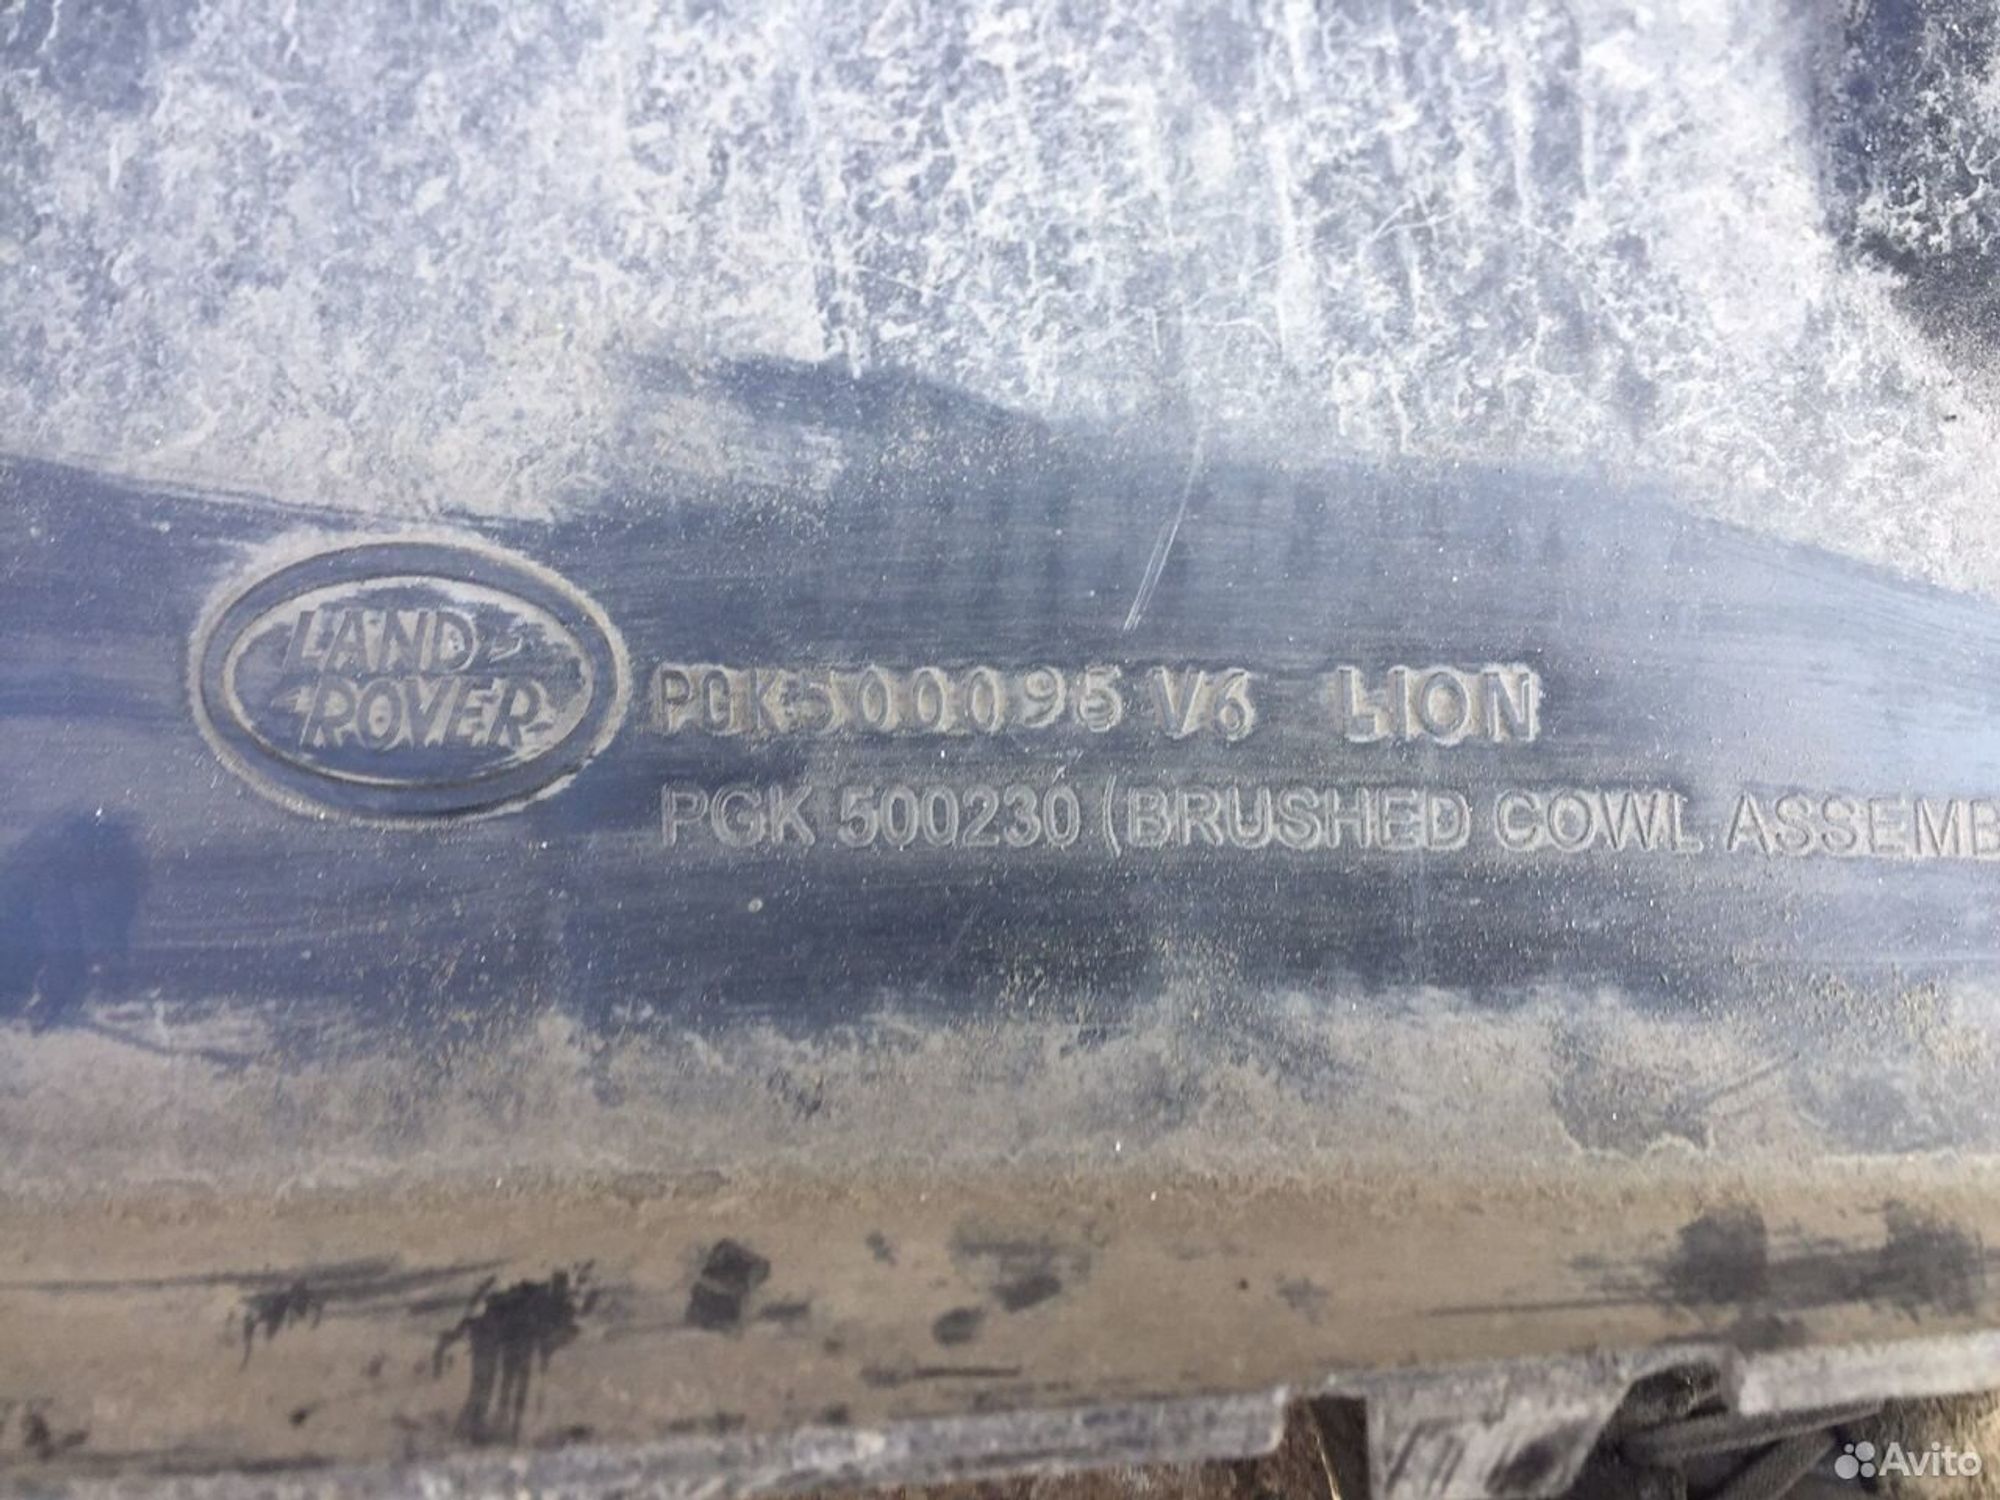 LAND-
ROVER
PGK500095 V6 LION
PGK 500230 (BRUSHED COWL ASSEMB
Avito